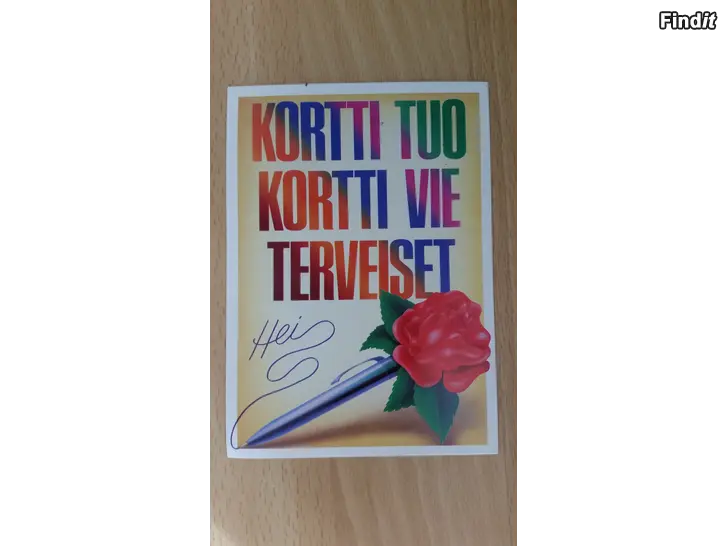 Findit
KORTTI TUO
KORTTI VIE
TERVEISET
Hei